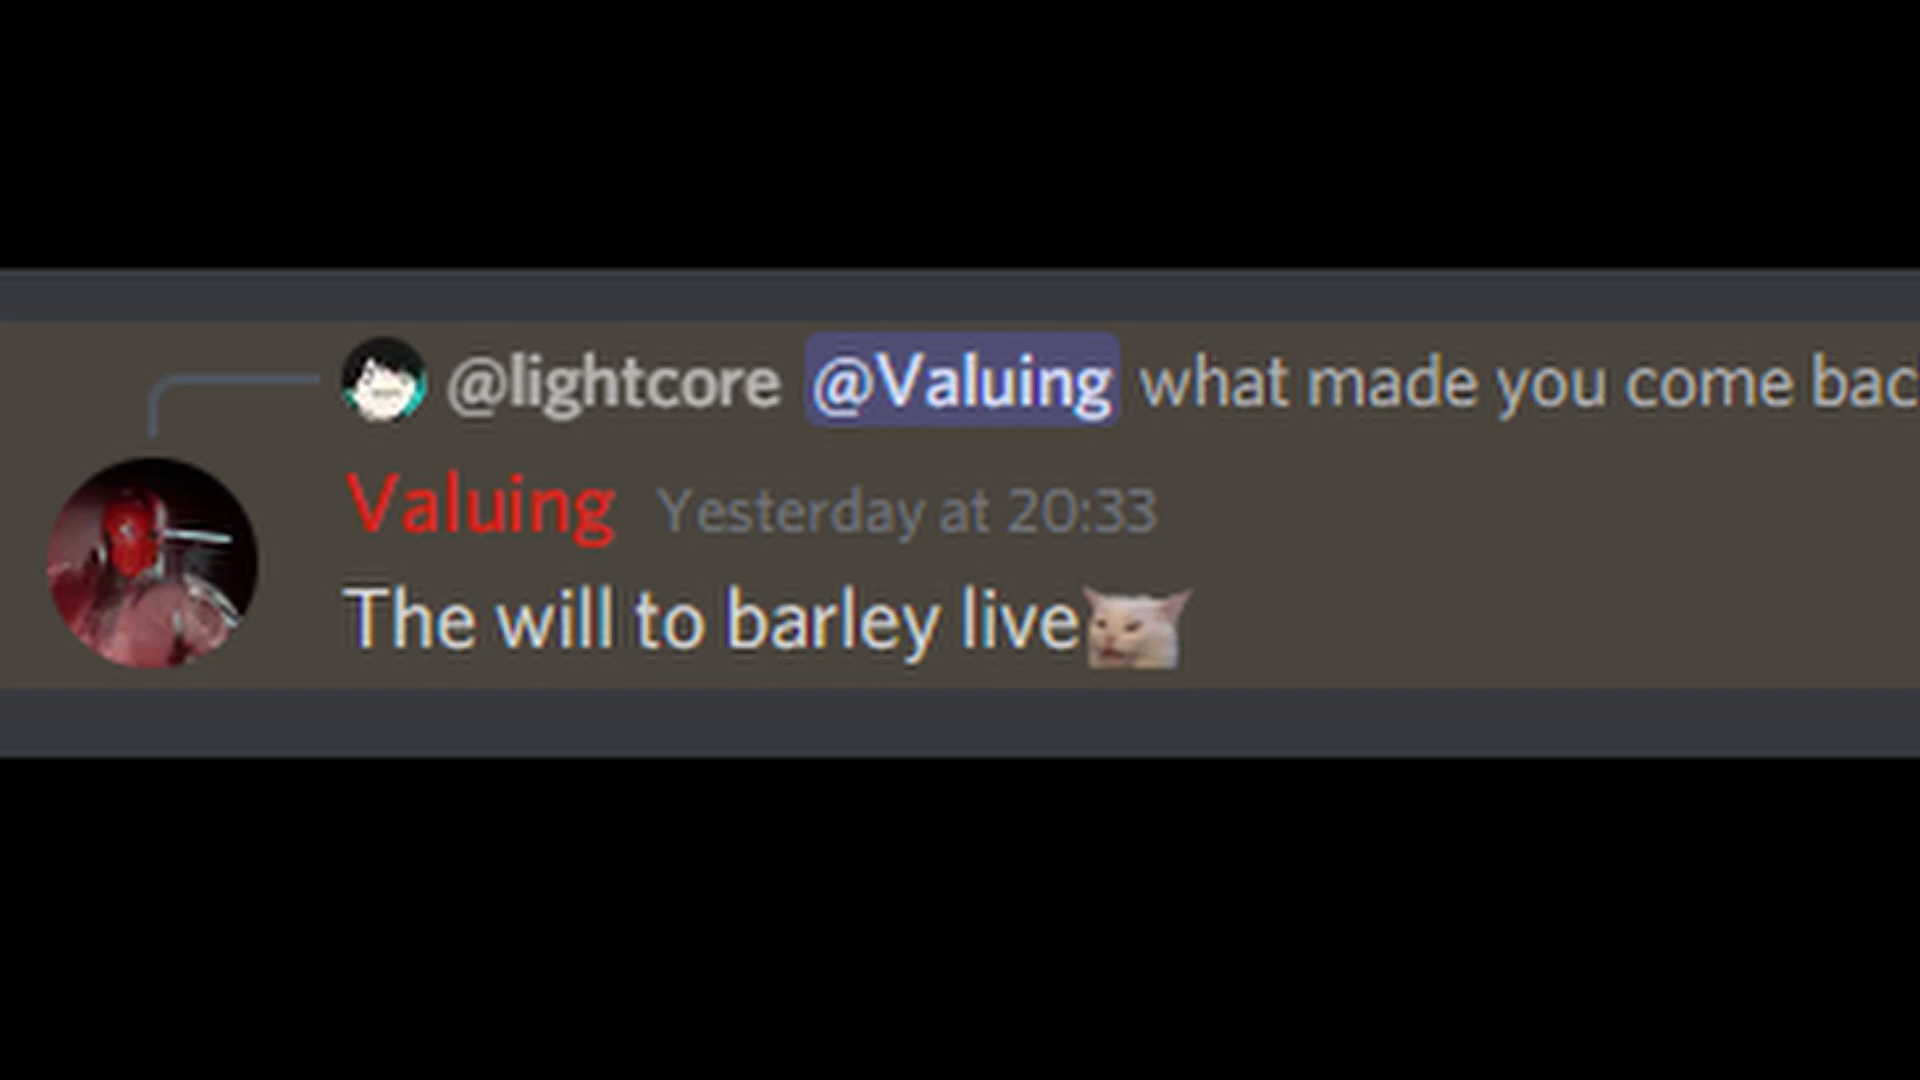 @lightcore @Valuing what made you come bac
Valuing Yesterday at 20:33
The will to barley live